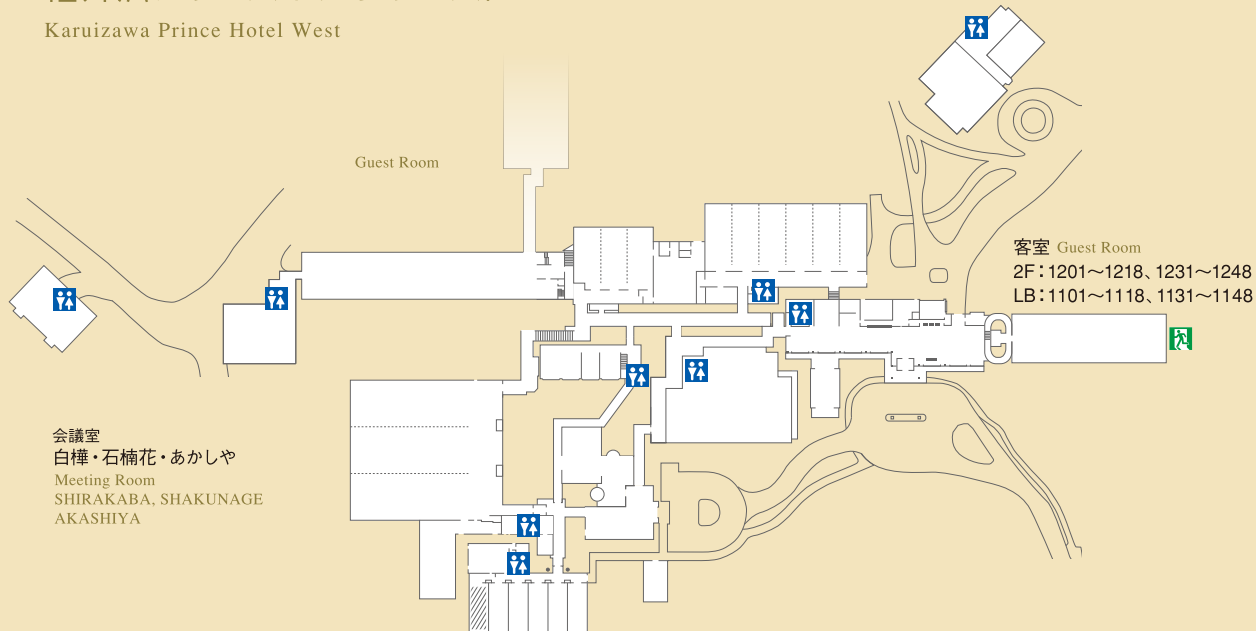 Karuizawa Prince Hotel West
Guest Room
客室 Guest Room
2F：1201～1218、1231～1248
LB：1101～1118、1131～1148
会議室
白樺・石楠花・あかしや
Meeting Room
SHIRAKABA, SHAKUNAGE
AKASHIYA